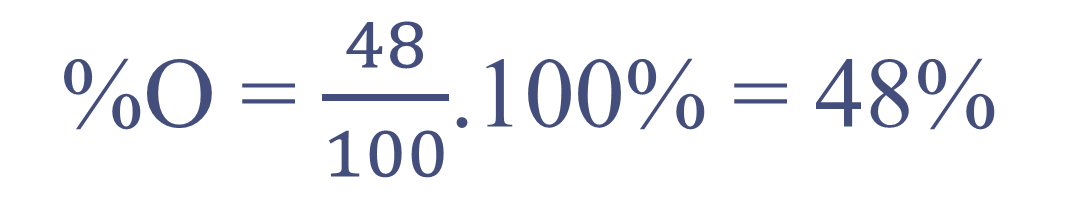 %O = 48/100 .100% = 48%